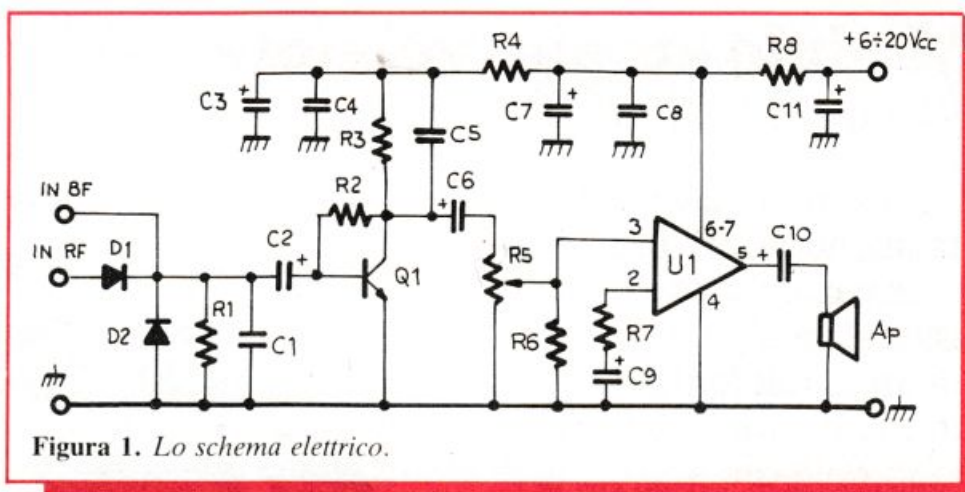 R4
R8
+6÷20Vcc
C3
+
C4
R3
C5
C7
+
C8
C11
+
IN BF
R2
C6
+
IN RF
D1
C2
+
Q1
R5
3
6-7
U1
5
C10
+
2
4
D2
R1
C1
R6
R7
C9
+
Ap
Figura 1. Lo schema elettrico.